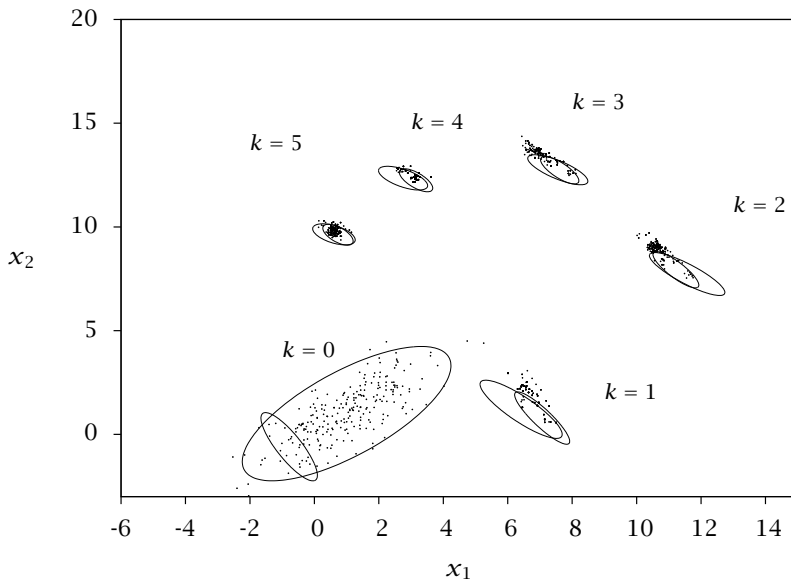 20
k = 3
k = 4
15
k = 5
k = 2
10
x₂
5
k = 0
k = 1
0
-6 -4 -2 0 2 4 6 8 10 12 14
x₁